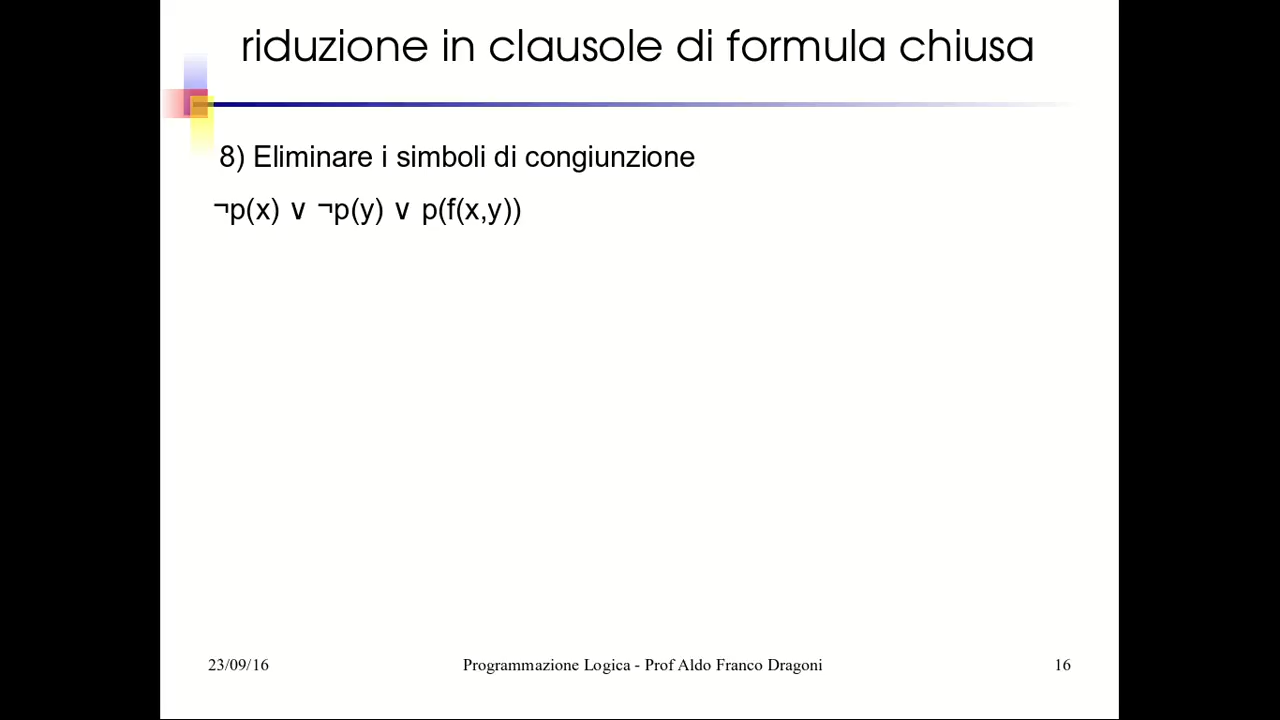 riduzione in clausole di formula chiusa
8) Eliminare i simboli di congiunzione
¬p(x) ∨ ¬p(y) ∨ p(f(x,y))
23/09/16 Programmazione Logica - Prof Aldo Franco Dragoni 16